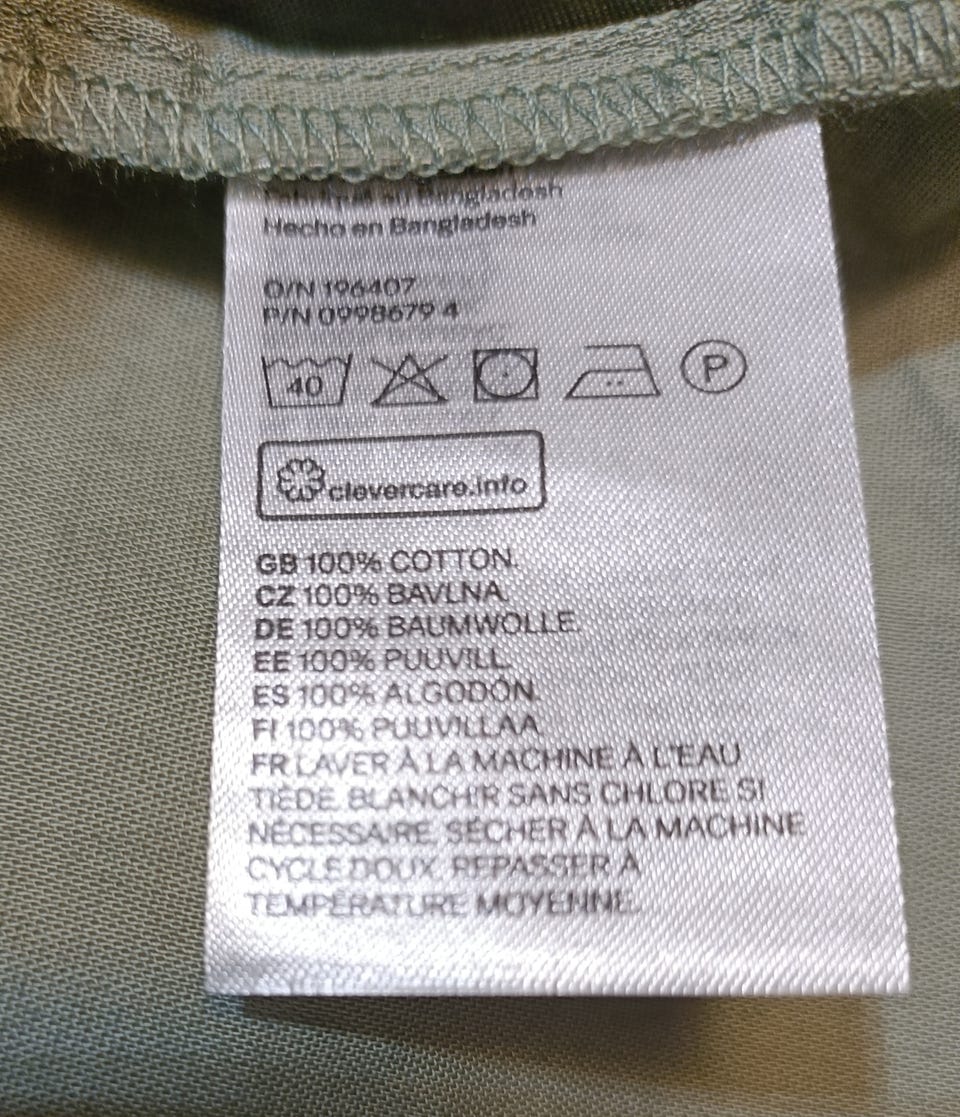 en Bangladesh
Hecho en Bangladesh
O/N 196407
P/N 0998679 4
40 P
clevercare.info
GB 100% COTTON.
CZ 100% BAVLNA.
DE 100% BAUMWOLLE.
EE 100% PUUVILL.
ES 100% ALGODÓN.
FI 100% PUUVILLAA.
FR LAVER À LA MACHINE À L'EAU
TIÈDE. BLANCHIR SANS CHLORE SI
NÉCESSAIRE. SÉCHER À LA MACHINE
CYCLE DOUX. REPASSER À
TEMPÉRATURE MOYENNE.